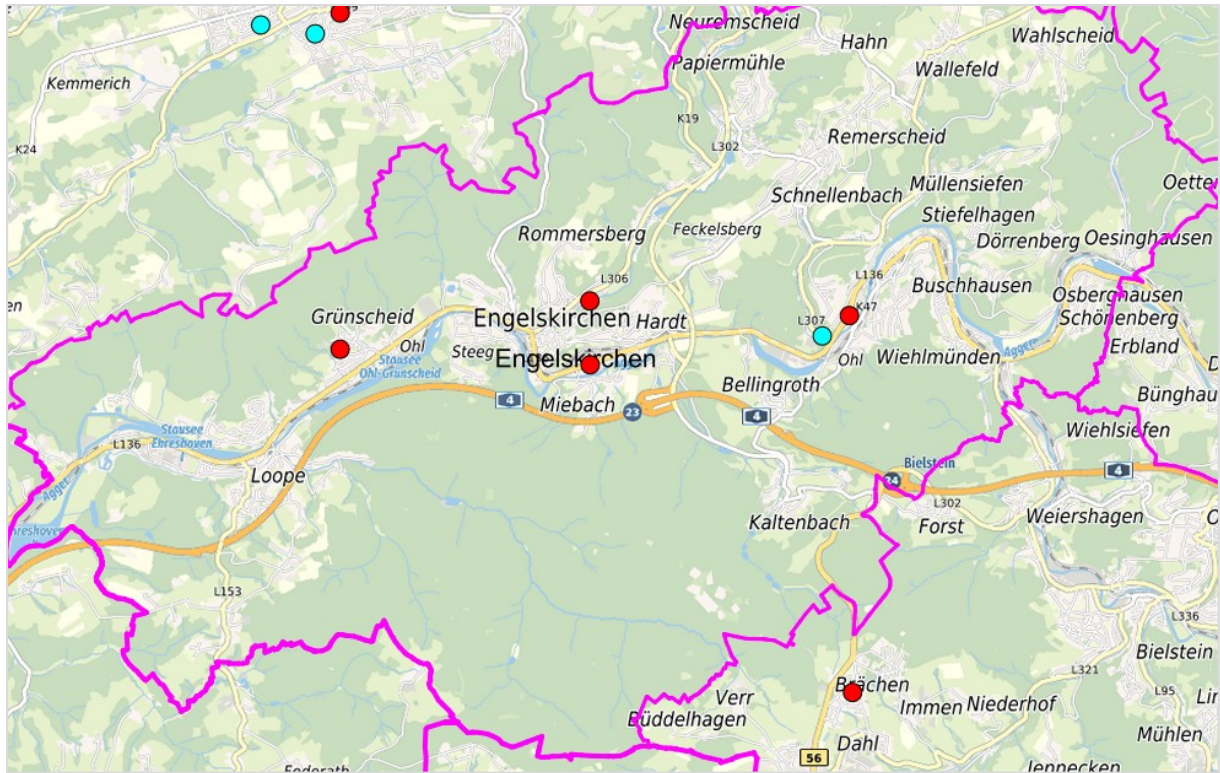 Neuremscheid
Hahn
Wahlscheid
Papiermühle
Wallefeld
Kemmerich
K19
K24
L302
Remerscheid
Schnellenbach
Müllensiefen
Stiefelhagen
Rommersberg
Feckelsberg
Dörrenberg
Oesinghausen
L306
L136
Buschhausen
Osberghausen
Schönenberg
Grünscheid
Engelskirchen
Hardt
L307
K47
Ohl
Steeg
Engelskirchen
Ohl
Wiehlmünden
Agger
Erbland
Stausee
Ohl-Grünscheid
Bellingroth
4
Miebach
23
4
Stausee
Ehreshoven
L136
Wiehlsiefen
Loope
Bielstein
4
Agger
24
L302
Kaltenbach
Forst
Weiershagen
L153
L336
Bielstein
L321
Brächen
L95
Verr
Immen
Niederhof
Büddelhagen
Mühlen
Dahl
56